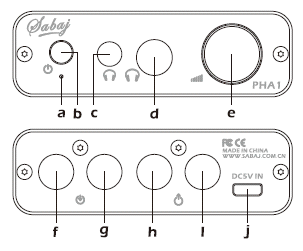 Sabaj
PHA1
a
b
c
d
e
FC CE
MADE IN CHINA
WWW.SABAJ.COM.CN
DC5V IN
f
g
h
i
j